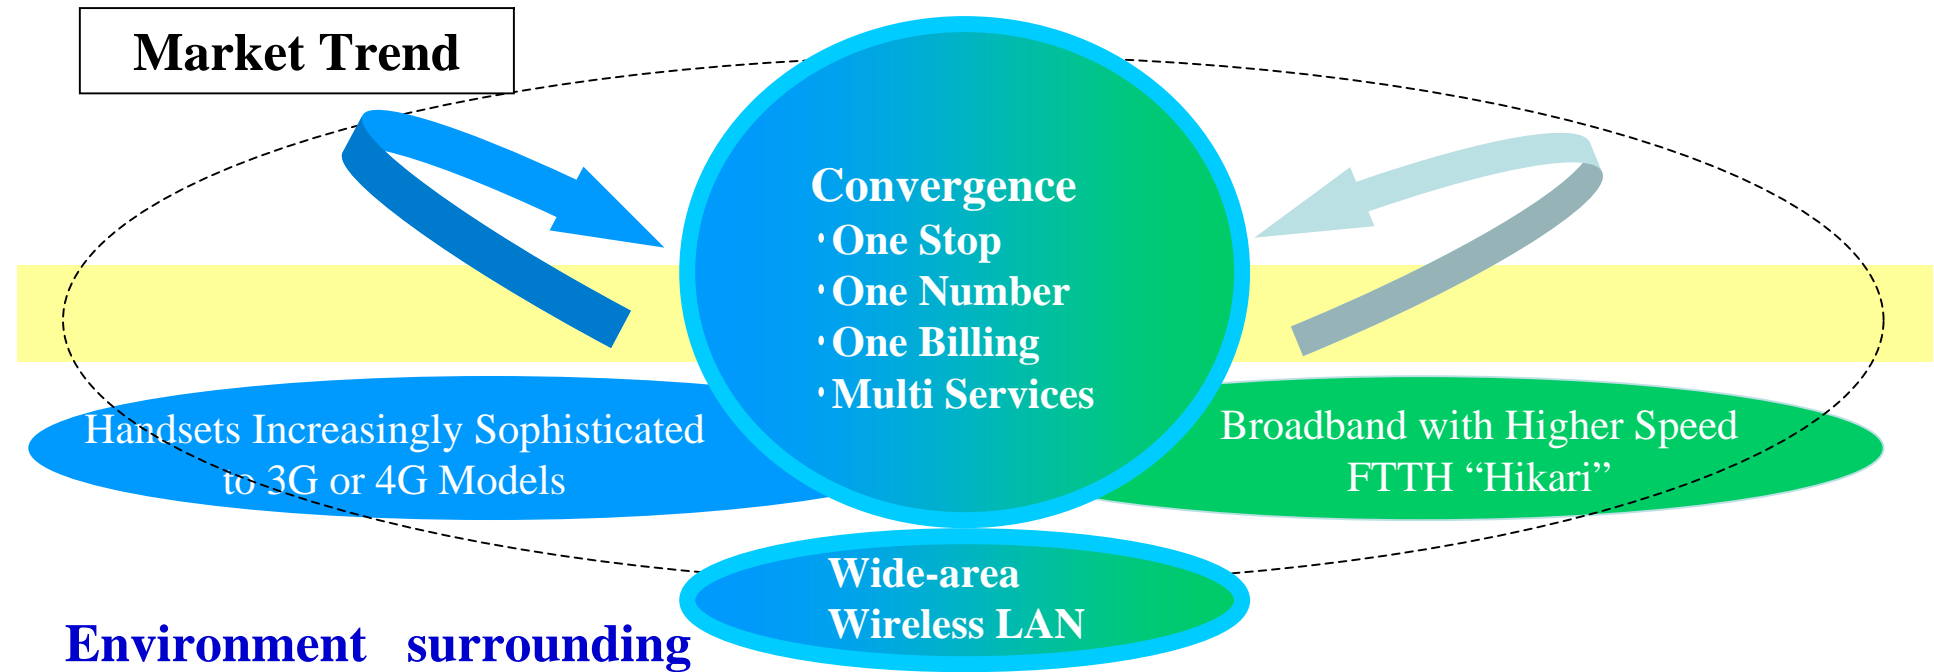 Market Trend
Convergence
・One Stop
・One Number
・One Billing
・Multi Services
Handsets Increasingly Sophisticated
to 3G or 4G Models
Broadband with Higher Speed
FTTH “Hikari”
Wide-area
Wireless LAN
Environment surrounding